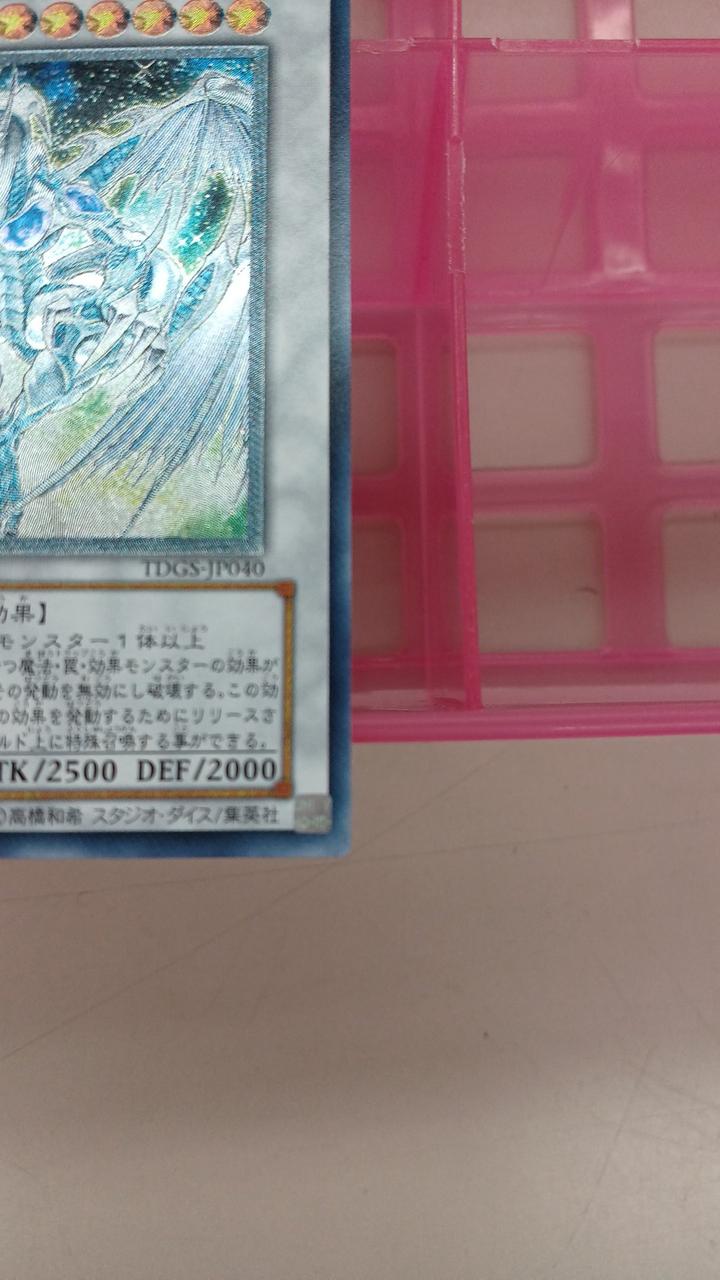 TDGS-JP040
効果】
モンスター1体以上
つ魔法・罠・効果モンスターの効果が
その発動を無効にし破壊する。この効
の効果を発動するためにリリースさ
ルド上に特殊召喚する事ができる。
TK/2500 DEF/2000
©高橋和希 スタジオ・ダイス/集英社